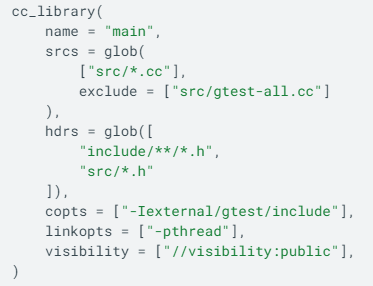 cc_library(
    name = "main",
    srcs = glob(
        ["src/*.cc"],
        exclude = ["src/gtest-all.cc"]
    ),
    hdrs = glob([
        "include/**/*.h",
        "src/*.h"
    ]),
    copts = ["-Iexternal/gtest/include"],
    linkopts = ["-pthread"],
    visibility = ["//visibility:public"],
)